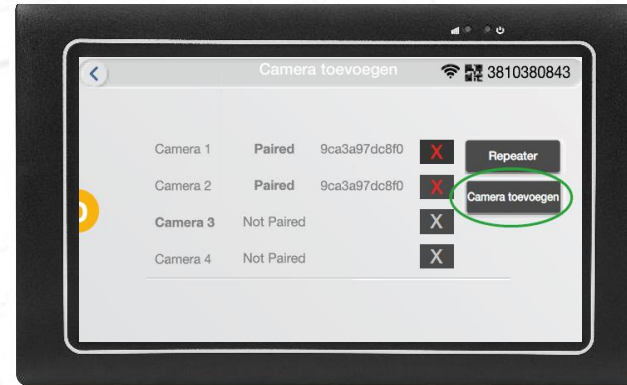 Camera toevoegen 3810380843
Camera 1 Paired 9ca3a97dc8f0 X Repeater
Camera 2 Paired 9ca3a97dc8f0 X Camera toevoegen
Camera 3 Not Paired X
Camera 4 Not Paired X